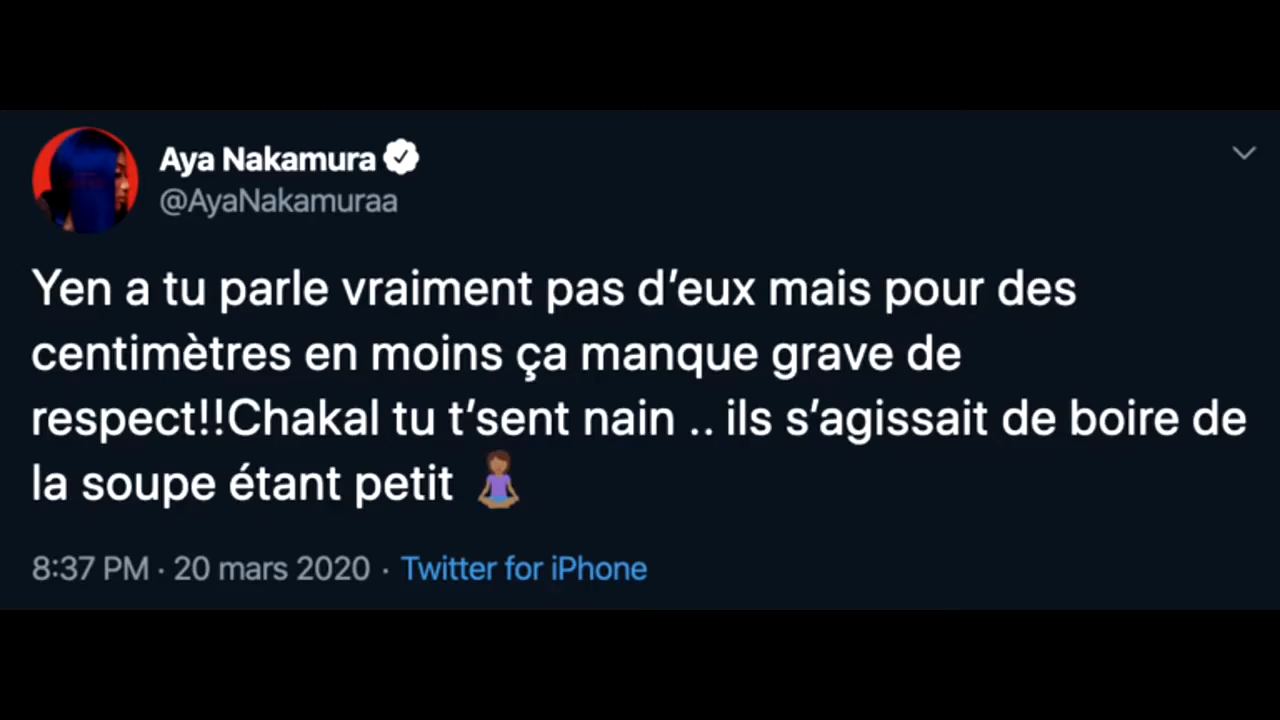 Aya Nakamura
@AyaNakamuraa
Yen a tu parle vraiment pas d’eux mais pour des
centimètres en moins ça manque grave de
respect!!Chakal tu t’sent nain .. ils s’agissait de boire de
la soupe étant petit 🧘🏽‍♀️
8:37 PM · 20 mars 2020 · Twitter for iPhone